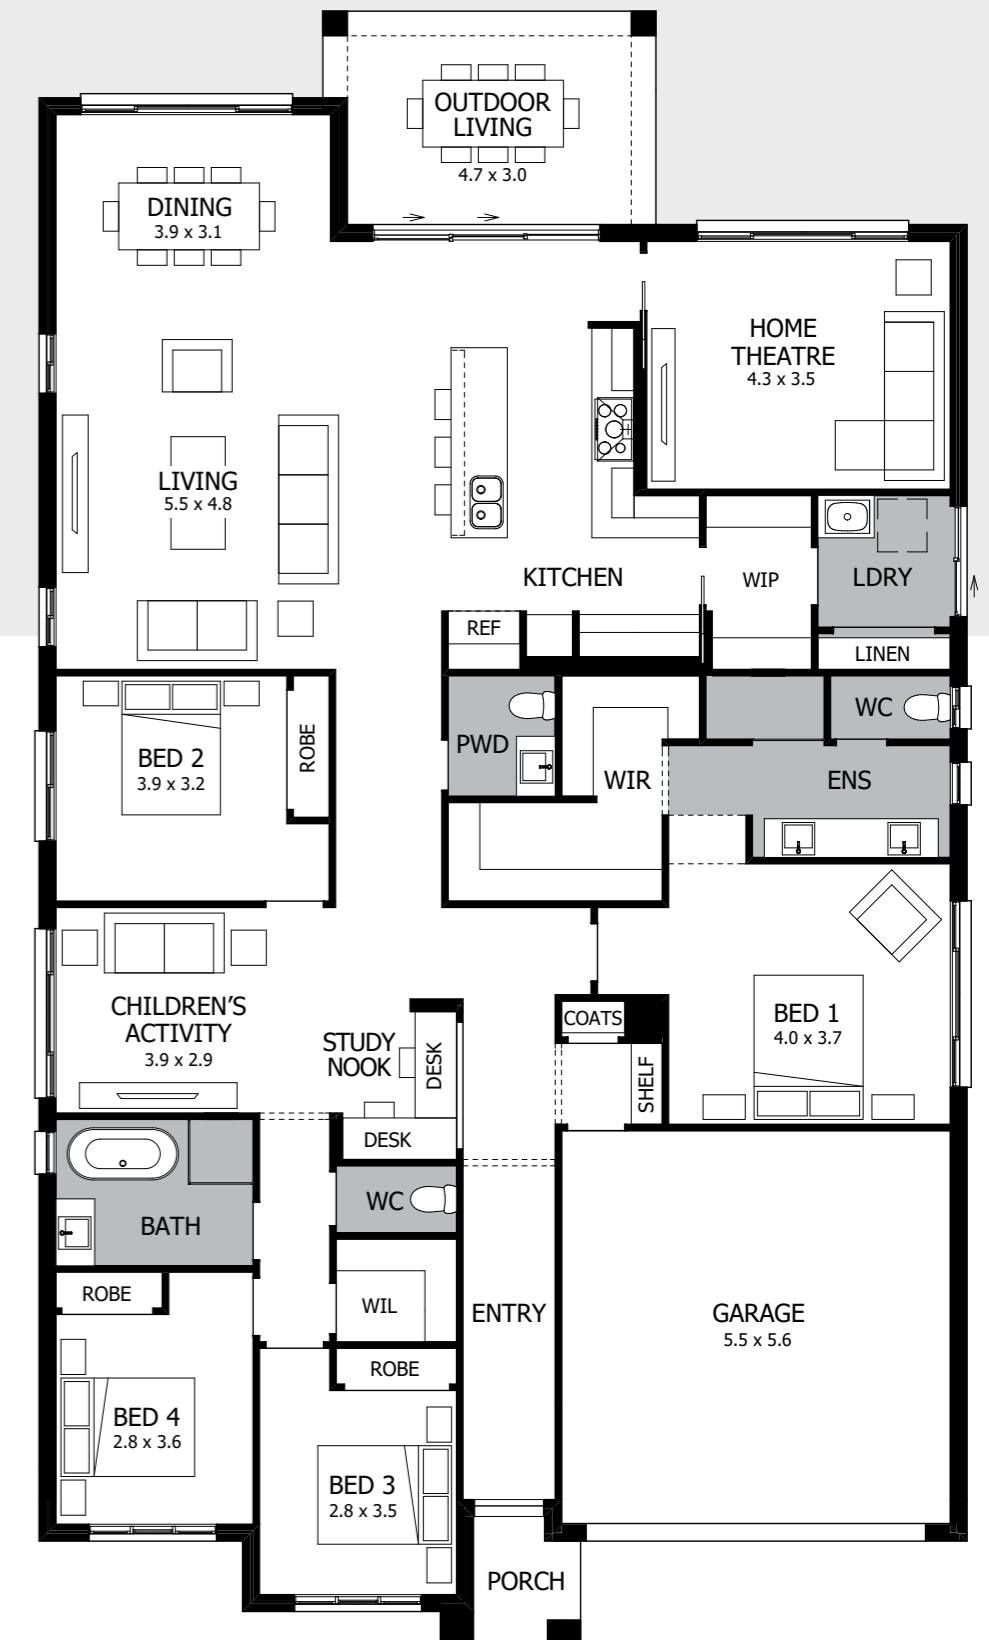 OUTDOOR
LIVING
4.7 x 3.0
DINING
3.9 x 3.1
HOME
THEATRE
4.3 x 3.5
LIVING
5.5 x 4.8
KITCHEN
WIP
LDRY
REF
LINEN
BED 2
3.9 x 3.2
ROBE
PWD
WIR
WC
ENS
CHILDREN'S
ACTIVITY
3.9 x 2.9
STUDY
NOOK
DESK
DESK
COATS
SHELF
BED 1
4.0 x 3.7
BATH
WC
ROBE
WIL
ENTRY
GARAGE
5.5 x 5.6
ROBE
BED 4
2.8 x 3.6
BED 3
2.8 x 3.5
PORCH